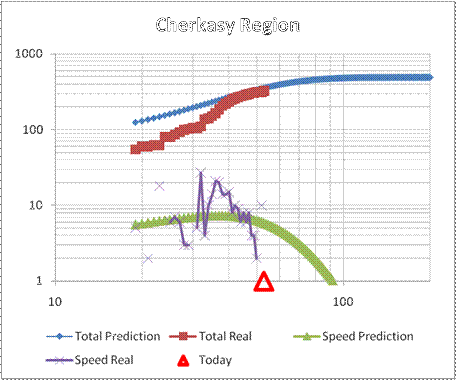 Cherkasy Region
1000
100
10
1
10 100
Total Prediction Total Real Speed Prediction
Speed Real Today